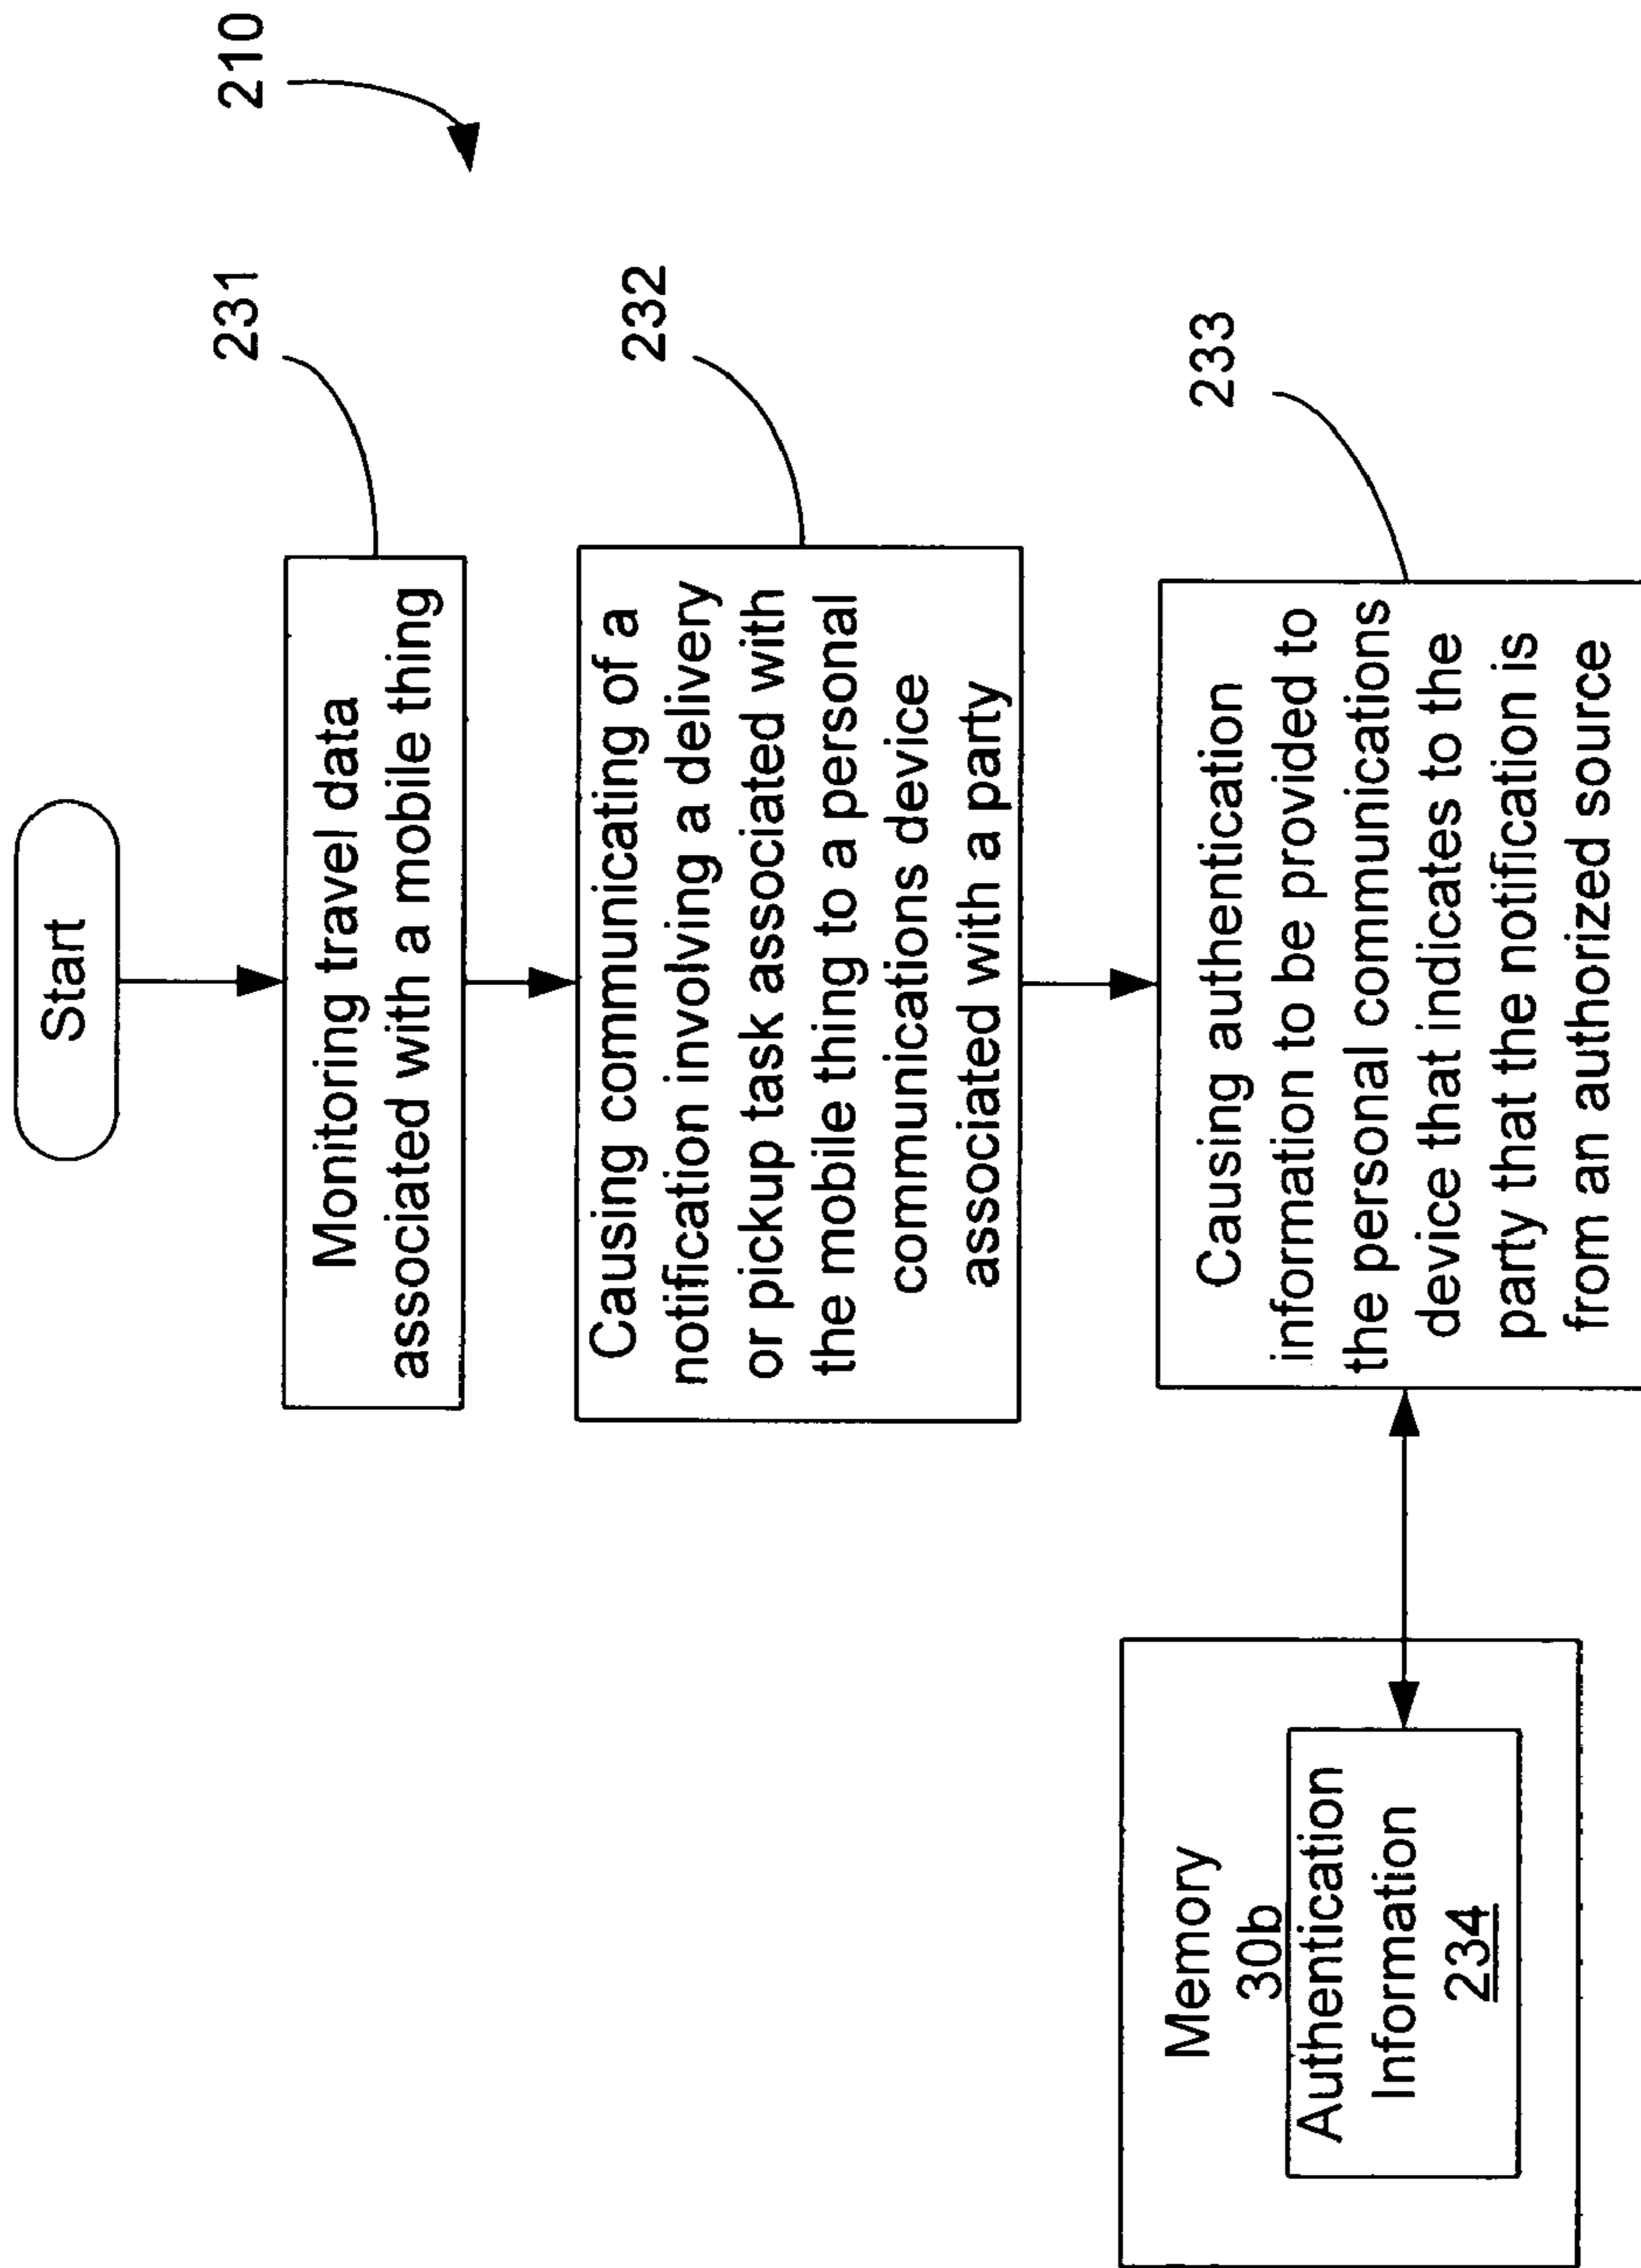 Start
210
231
Monitoring travel data
associated with a mobile thing
232
Causing communicating of a
notification involving a delivery
or pickup task associated with
the mobile thing to a personal
communications device
associated with a party
233
Causing authentication
information to be provided to
the personal communications
device that indicates to the
party that the notification is
from an authorized source
Memory
30b
Authentication
Information
234